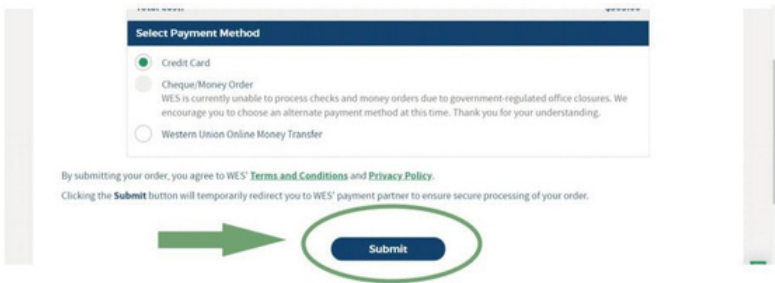 Select Payment Method
Credit Card
Cheque/Money Order
WES is currently unable to process checks and money orders due to government-regulated office closures. We
encourage you to choose an alternate payment method at this time. Thank you for your understanding.
Western Union Online Money Transfer
By submitting your order, you agree to WES' Terms and Conditions and Privacy Policy.
Clicking the Submit button will temporarily redirect you to WES' payment partner to ensure secure processing of your order.
Submit